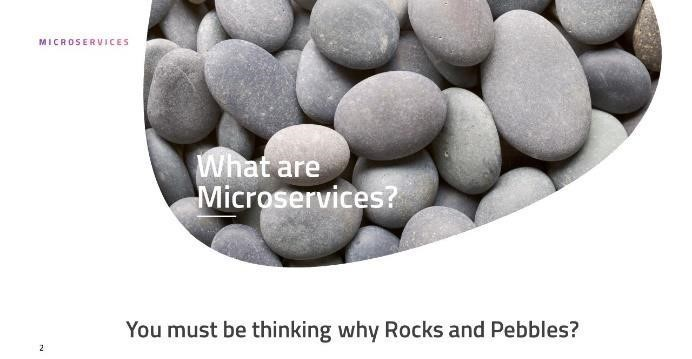 MICROSERVICES
What are
Microservices?
You must be thinking why Rocks and Pebbles?
2